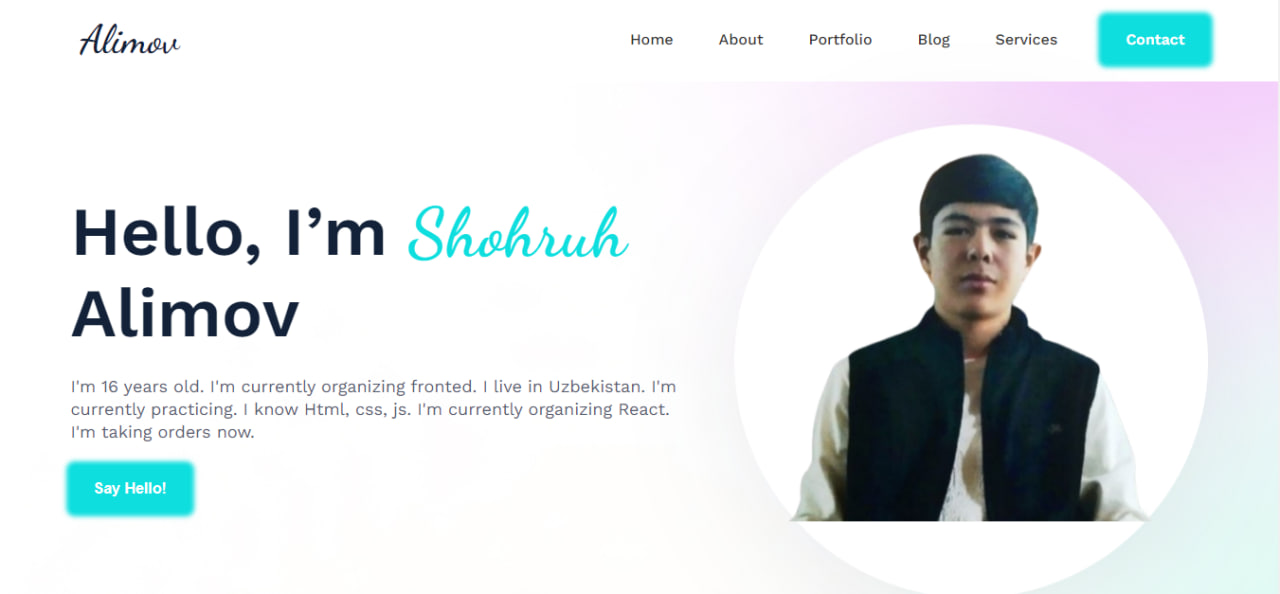 Alimov
Home About Portfolio Blog Services Contact
Hello, I’m Shohruh
Alimov
I'm 16 years old. I'm currently organizing fronted. I live in Uzbekistan. I'm
currently practicing. I know Html, css, js. I'm currently organizing React.
I'm taking orders now.
Say Hello!